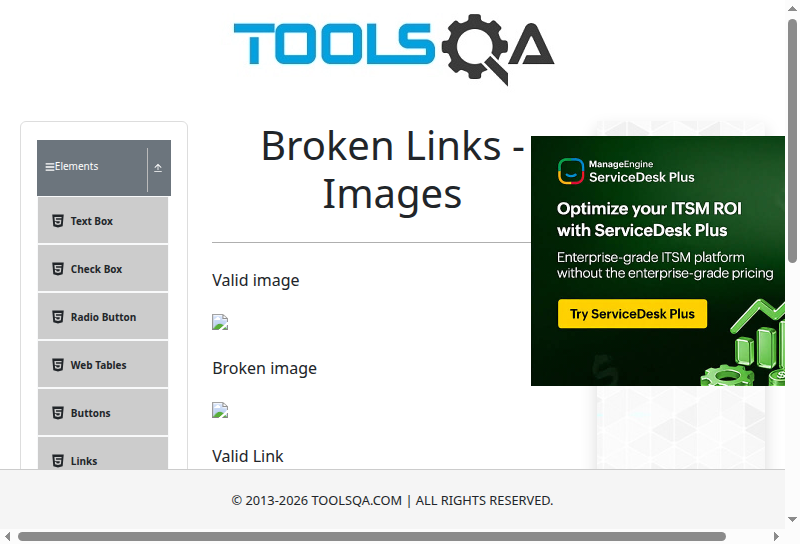 TOOLSQA
Elements
Text Box
Check Box
Radio Button
Web Tables
Buttons
Links
Broken Links -
Images
Valid image
Broken image
Valid Link
ManageEngine
ServiceDesk Plus
Optimize your ITSM ROI
with ServiceDesk Plus
Enterprise-grade ITSM platform
without the enterprise-grade pricing
Try ServiceDesk Plus
© 2013-2026 TOOLSQA.COM | ALL RIGHTS RESERVED.